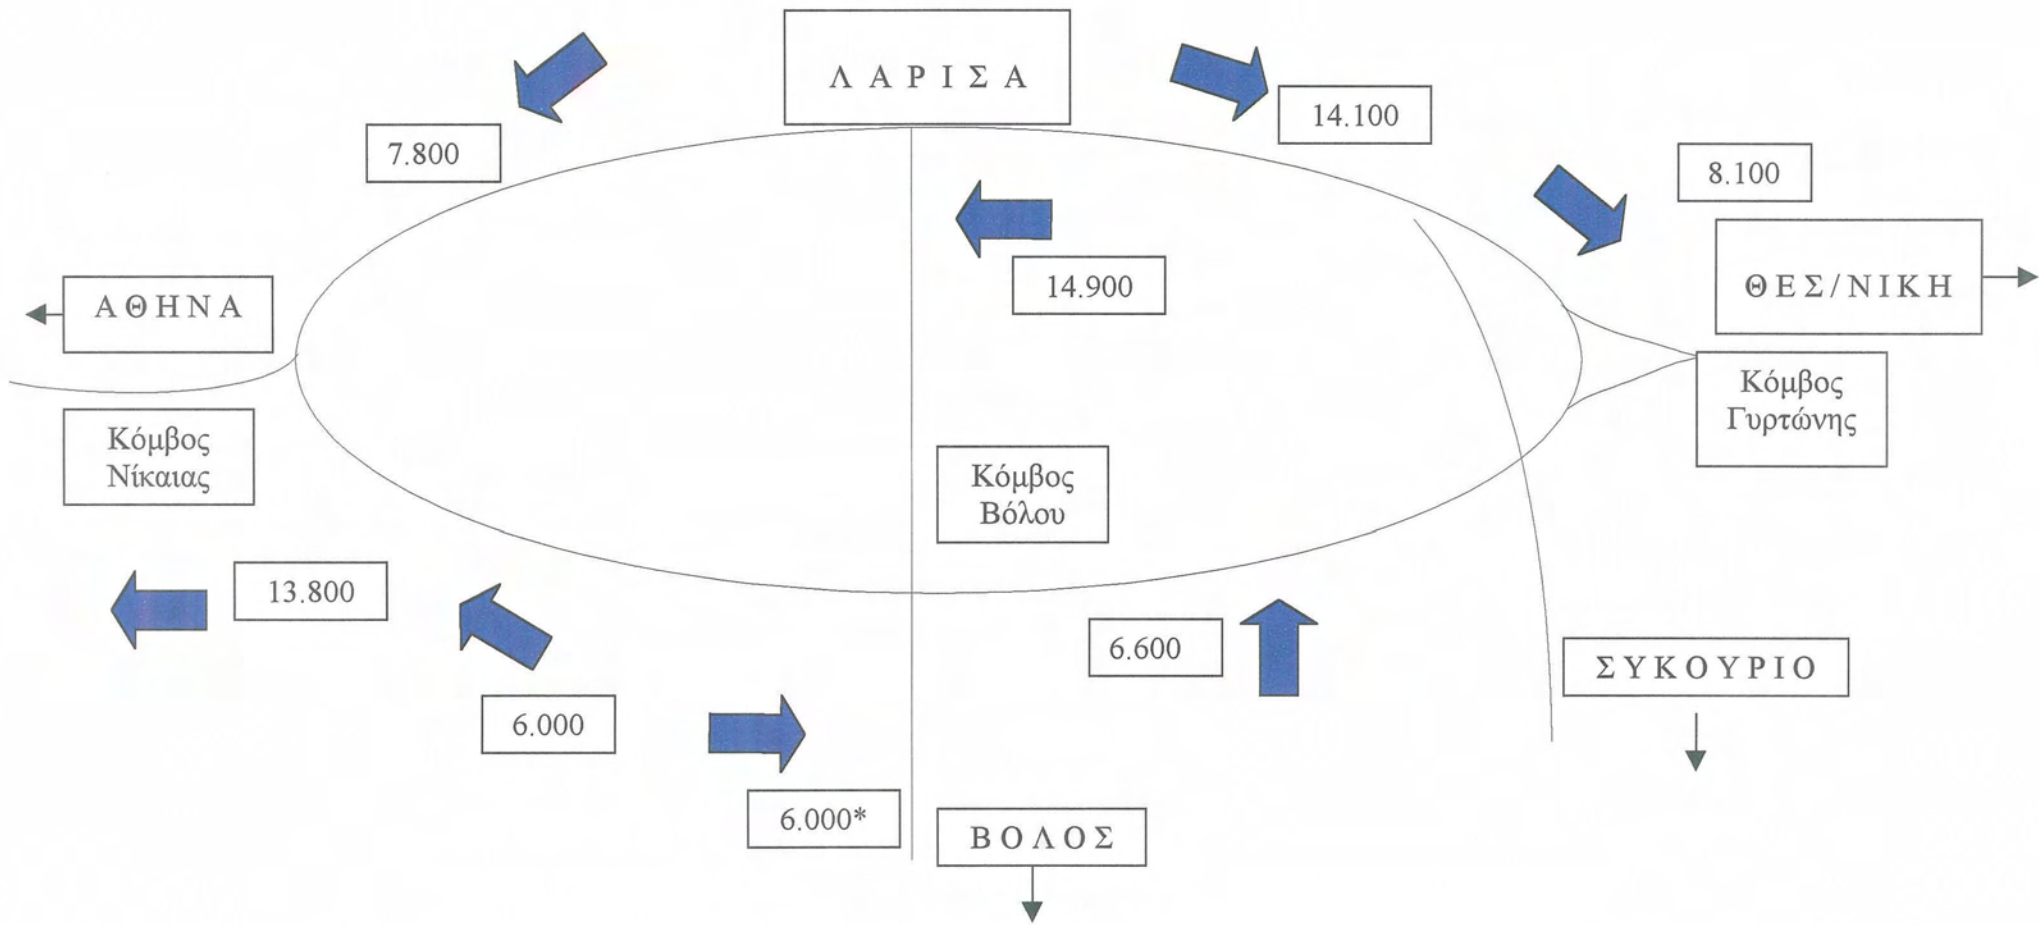 Λ Α Ρ Ι Σ Α
14.100
7.800
8.100
14.900
Α Θ Η Ν Α
Θ Ε Σ / Ν Ι Κ Η
Κόμβος
Γυρτώνης
Κόμβος
Νίκαιας
Κόμβος
Βόλου
13.800
6.600
Σ Υ Κ Ο Υ Ρ Ι Ο
6.000
6.000*
Β Ο Λ Ο Σ